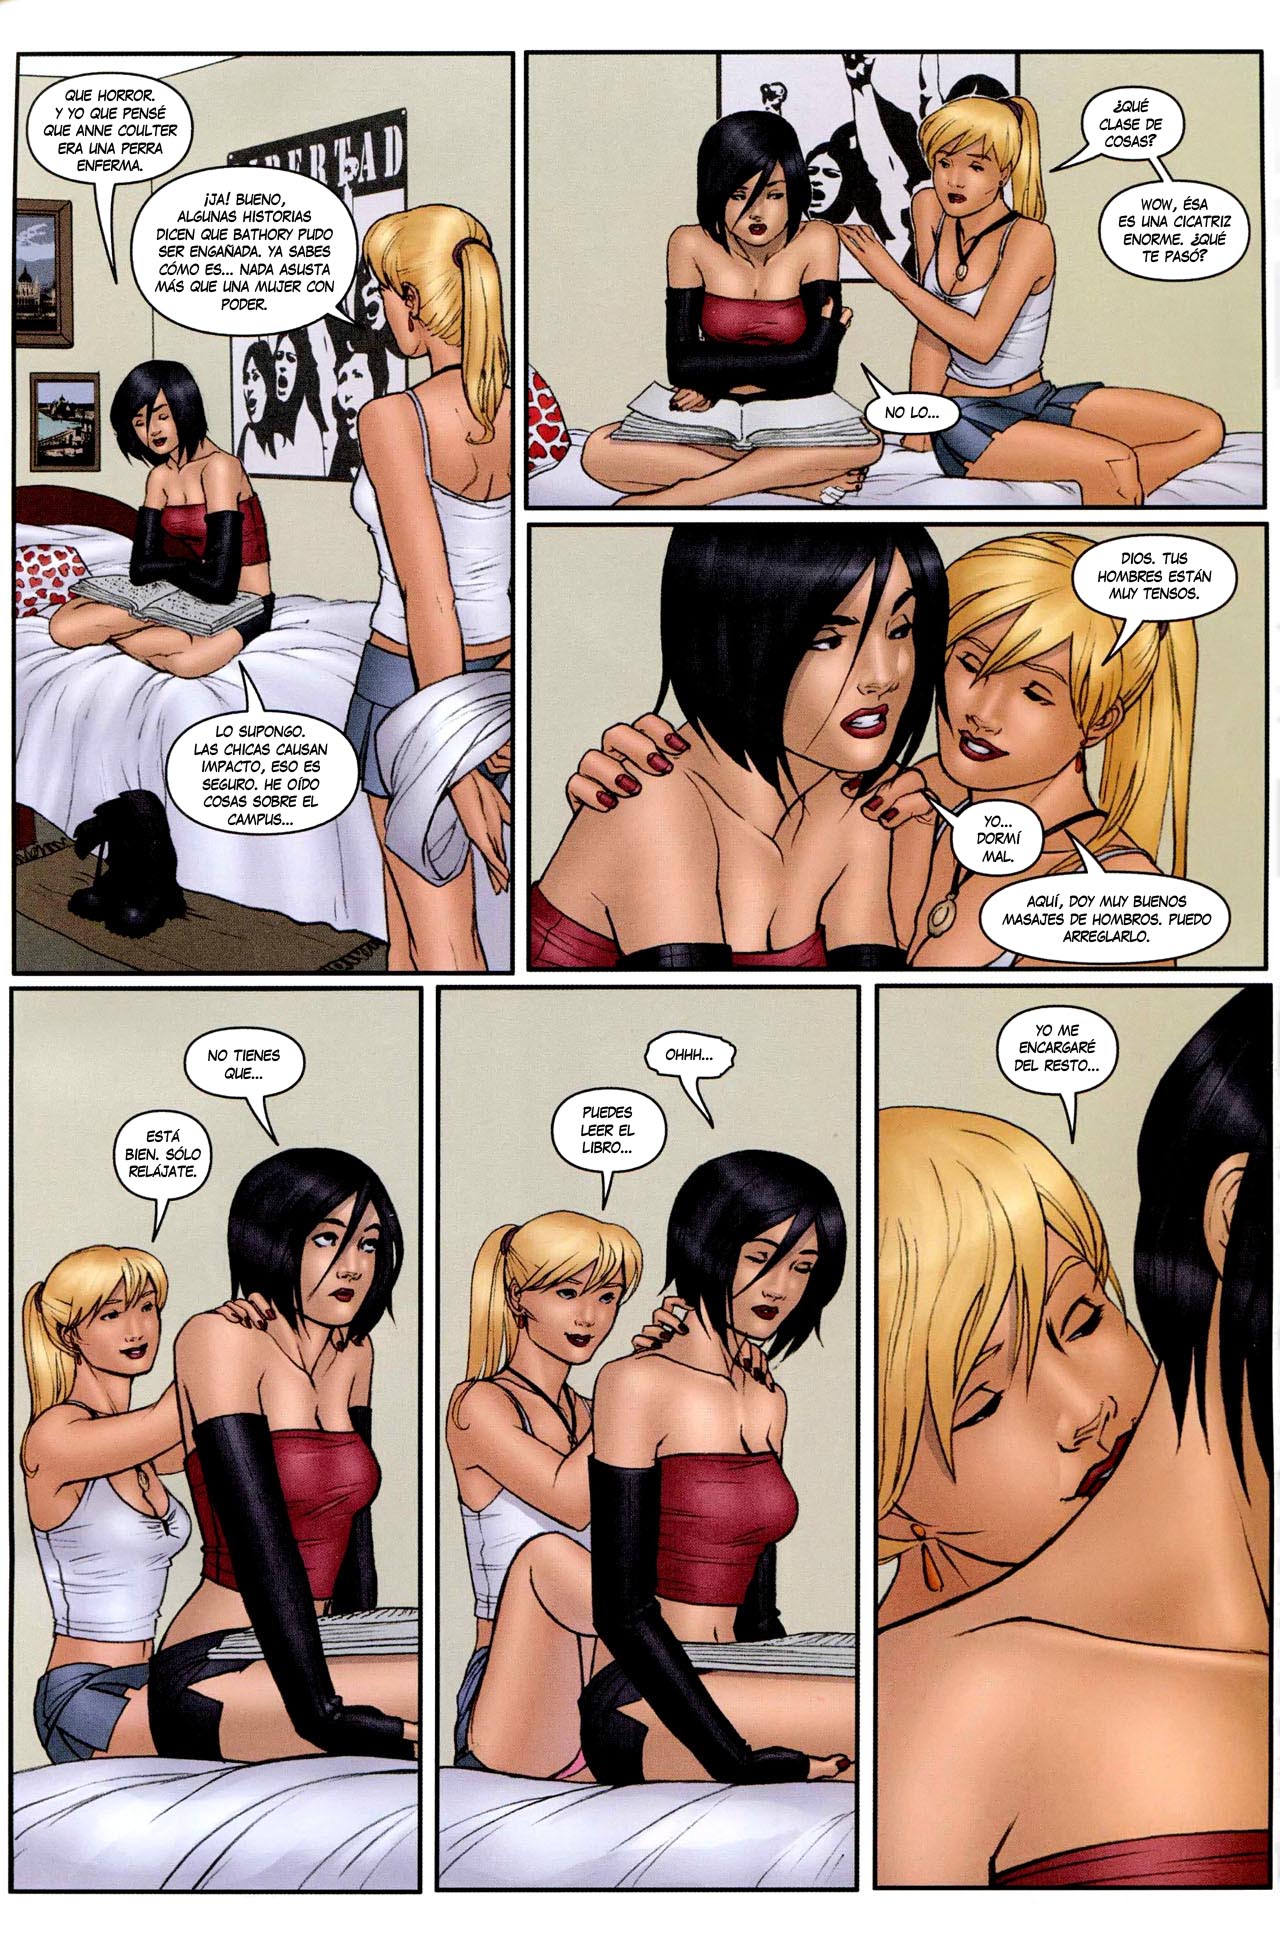 QUE HORROR.
Y YO QUE PENSÉ
QUE ANNE COULTER
ERA UNA PERRA
ENFERMA.
¡JA! BUENO,
ALGUNAS HISTORIAS
DICEN QUE BATHORY PUDO
SER ENGAÑADA. YA SABES
CÓMO ES... NADA ASUSTA
MÁS QUE UNA MUJER CON
PODER.
LO SUPONGO.
LAS CHICAS CAUSAN
IMPACTO, ESO ES
SEGURO. HE OÍDO
COSAS SOBRE EL
CAMPUS...
¿QUÉ
CLASE DE
COSAS?
WOW, ÉSA
ES UNA CICATRIZ
ENORME. ¿QUÉ
TE PASÓ?
NO LO...
DIOS. TUS
HOMBRES ESTÁN
MUY TENSOS.
YO...
DORMÍ
MAL.
AQUÍ, DOY MUY BUENOS
MASAJES DE HOMBROS. PUEDO
ARREGLARLO.
NO TIENES
QUE...
ESTÁ
BIEN. SÓLO
RELÁJATE.
OHHH...
PUEDES
LEER EL
LIBRO...
YO ME
ENCARGARÉ
DEL RESTO...